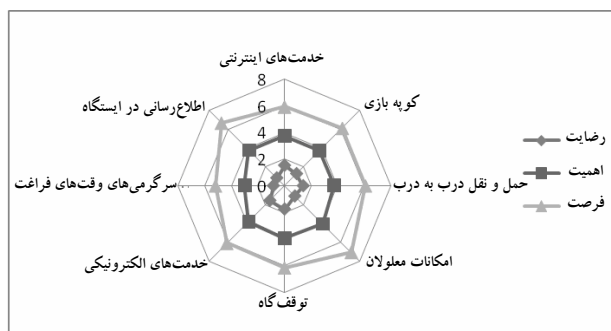 خدمت‌های اینترنتی
8
6
4
2
0
کوپه بازی
حمل و نقل درب به درب
امکانات معلولان
توقف‌گاه
خدمت‌های الکترونیکی
سرگرمی‌های وقت‌های فراغت
اطلاع‌رسانی در ایستگاه
رضایت
اهمیت
فرصت